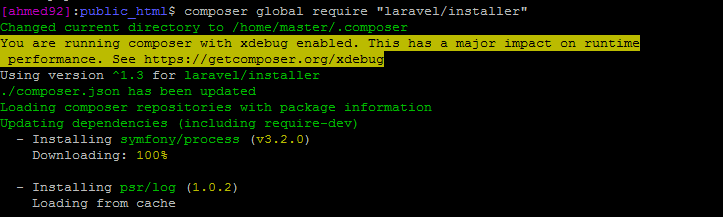 [ahmed92]:public_html$ composer global require "laravel/installer"
Changed current directory to /home/master/.composer
You are running composer with xdebug enabled. This has a major impact on runtime
performance. See https://getcomposer.org/xdebug
Using version ^1.3 for laravel/installer
./composer.json has been updated
Loading composer repositories with package information
Updating dependencies (including require-dev)
- Installing symfony/process (v3.2.0)
Downloading: 100%
- Installing psr/log (1.0.2)
Loading from cache